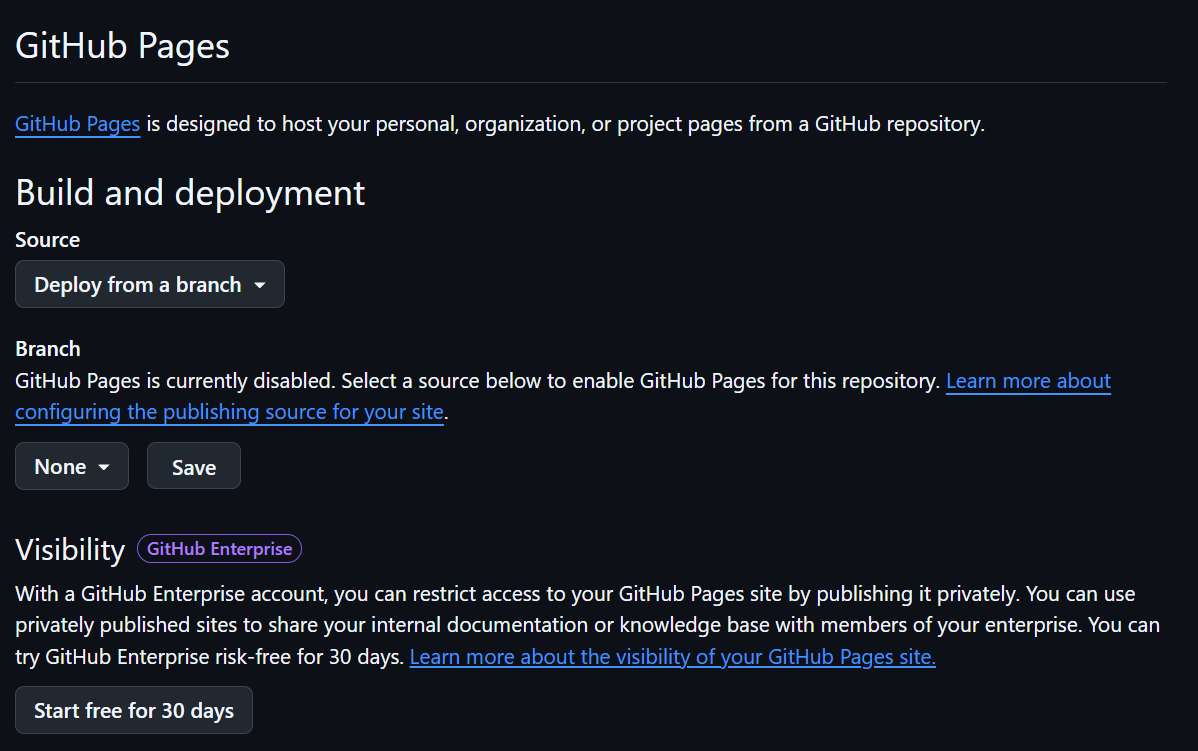 GitHub Pages
GitHub Pages is designed to host your personal, organization, or project pages from a GitHub repository.
Build and deployment
Source
Deploy from a branch
Branch
GitHub Pages is currently disabled. Select a source below to enable GitHub Pages for this repository. Learn more about
configuring the publishing source for your site.
None
Save
Visibility GitHub Enterprise
With a GitHub Enterprise account, you can restrict access to your GitHub Pages site by publishing it privately. You can use
privately published sites to share your internal documentation or knowledge base with members of your enterprise. You can
try GitHub Enterprise risk-free for 30 days. Learn more about the visibility of your GitHub Pages site.
Start free for 30 days